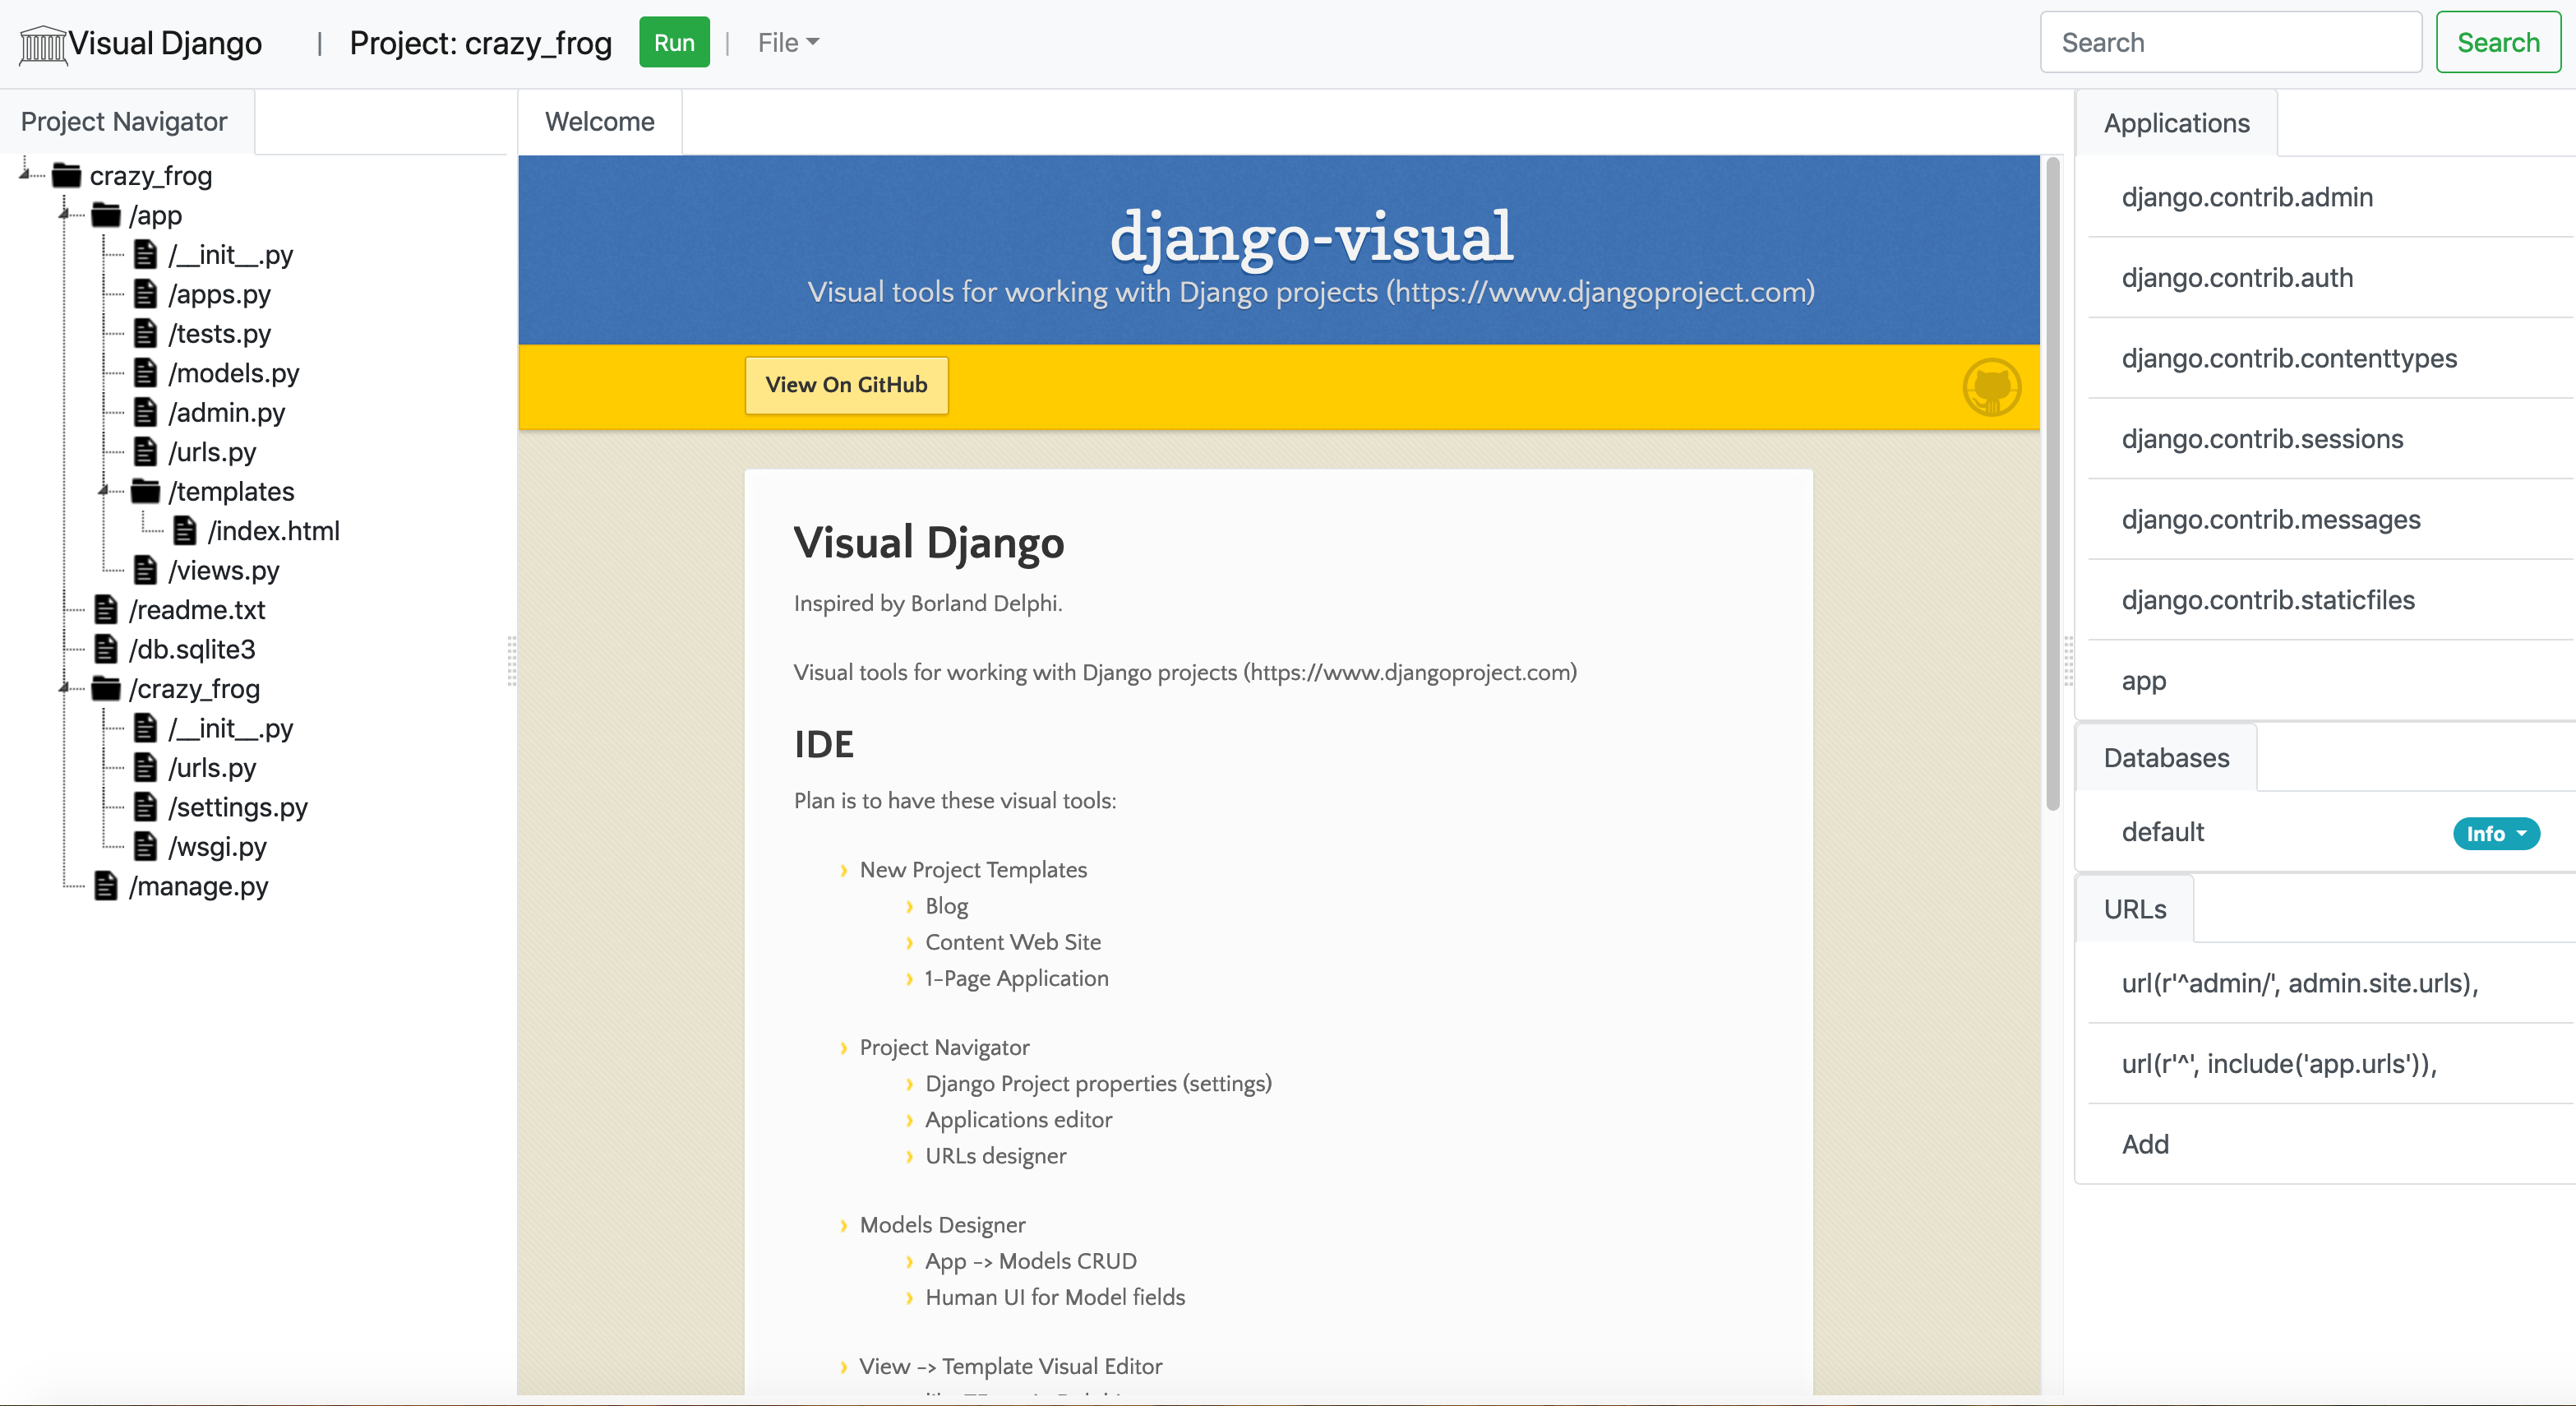 Visual Django | Project: crazy_frog Run | File Search Search
Project Navigator
crazy_frog
/app
/__init__.py
/apps.py
/tests.py
/models.py
/admin.py
/urls.py
/templates
/index.html
/views.py
/readme.txt
/db.sqlite3
/crazy_frog
/__init__.py
/urls.py
/settings.py
/wsgi.py
/manage.py
Welcome
django-visual
Visual tools for working with Django projects (https://www.djangoproject.com)
View On GitHub
Visual Django
Inspired by Borland Delphi.
Visual tools for working with Django projects (https://www.djangoproject.com)
IDE
Plan is to have these visual tools:
New Project Templates
Blog
Content Web Site
1-Page Application
Project Navigator
Django Project properties (settings)
Applications editor
URLs designer
Models Designer
App -> Models CRUD
Human UI for Model fields
View -> Template Visual Editor
Applications
django.contrib.admin
django.contrib.auth
django.contrib.contenttypes
django.contrib.sessions
django.contrib.messages
django.contrib.staticfiles
app
Databases
default Info
URLs
url(r'^admin/', admin.site.urls),
url(r'^', include('app.urls')),
Add